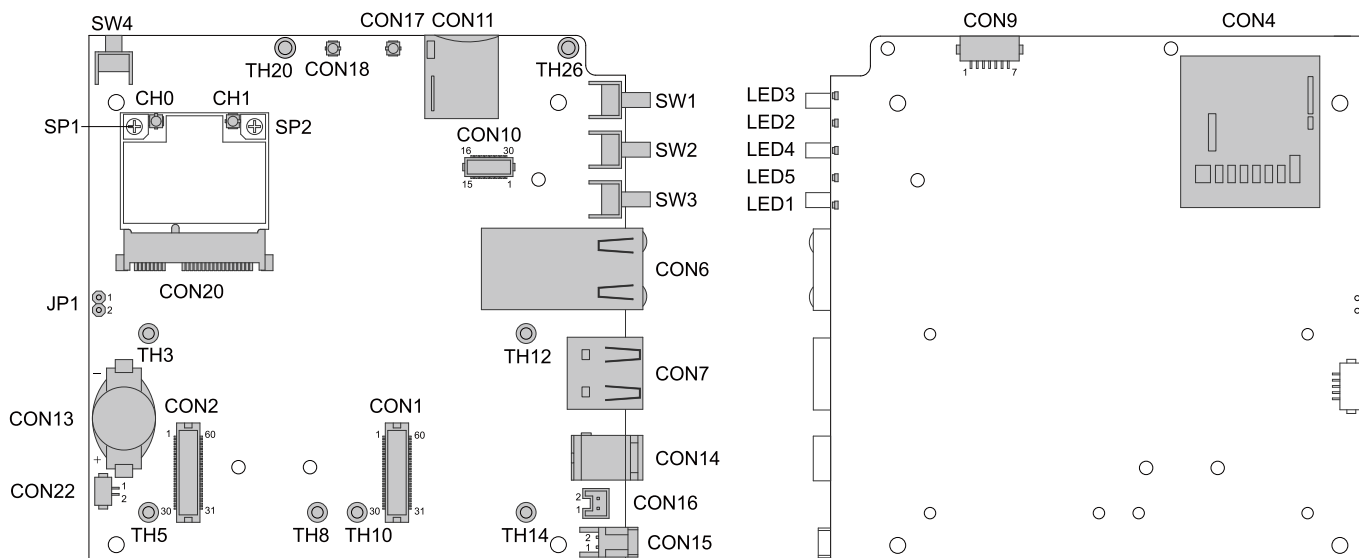 SW4
CON17 CON11
CON9
CON4
TH20
CON18
TH26
1
7
CH0
CH1
SP1
SP2
SW1
LED3
LED2
CON10
16
30
15
1
SW2
LED4
LED5
SW3
LED1
CON6
CON20
JP1
1
2
TH3
TH12
CON7
−
CON13
CON2
CON1
1
60
1
60
+
CON14
CON22
1
2
CON16
2
1
30
31
30
31
TH5
TH8
TH10
TH14
CON15
2
1